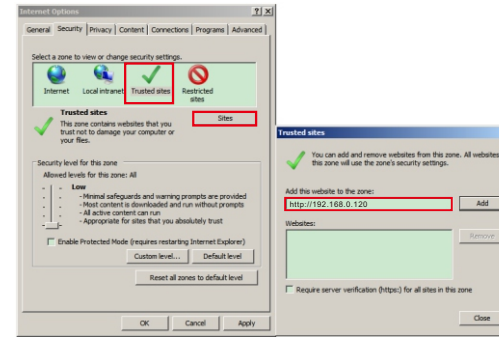 Internet Options
General Security Privacy Content Connections Programs Advanced
Select a zone to view or change security settings.
Internet Local intranet Trusted sites Restricted
sites
Trusted sites
This zone contains websites that you
trust not to damage your computer or
your files.
Sites
Security level for this zone
Allowed levels for this zone: All
Low
- Minimal safeguards and warning prompts are provided
- Most content is downloaded and run without prompts
- All active content can run
- Appropriate for sites that you absolutely trust
Enable Protected Mode (requires restarting Internet Explorer)
Custom level... Default level
Reset all zones to default level
OK Cancel Apply
Trusted sites
You can add and remove websites from this zone. All websites
this zone will use the zone's security settings.
Add this website to the zone:
http://192.168.0.120 Add
Websites:
Remove
Require server verification (https:) for all sites in this zone
Close